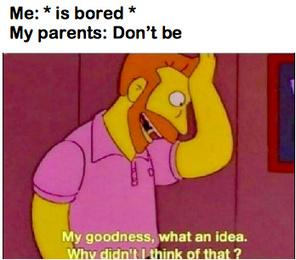 Me: * is bored *
My parents: Don't be
My goodness, what an idea.
Why didn't I think of that ?